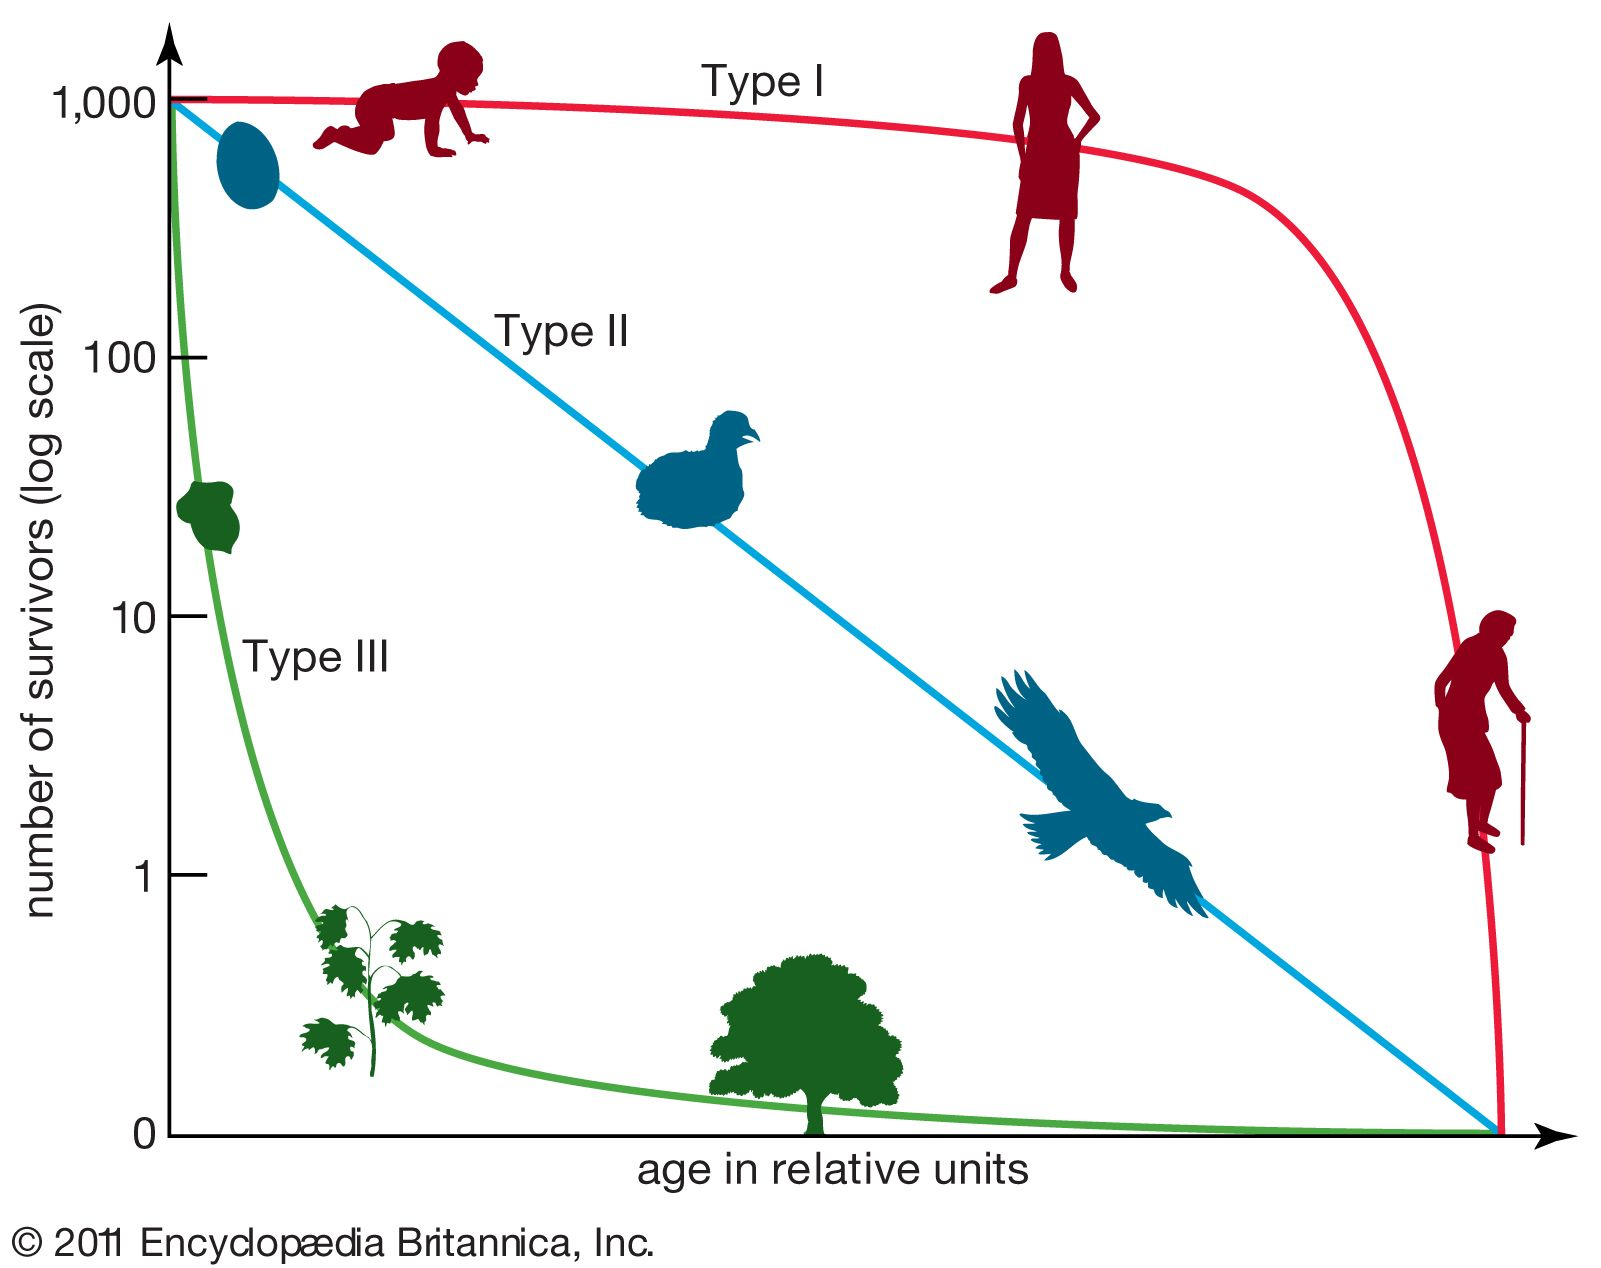 1,000
Type I
Type II
100
number of survivors (log scale)
10
Type III
1
0
age in relative units
© 2011 Encyclopædia Britannica, Inc.